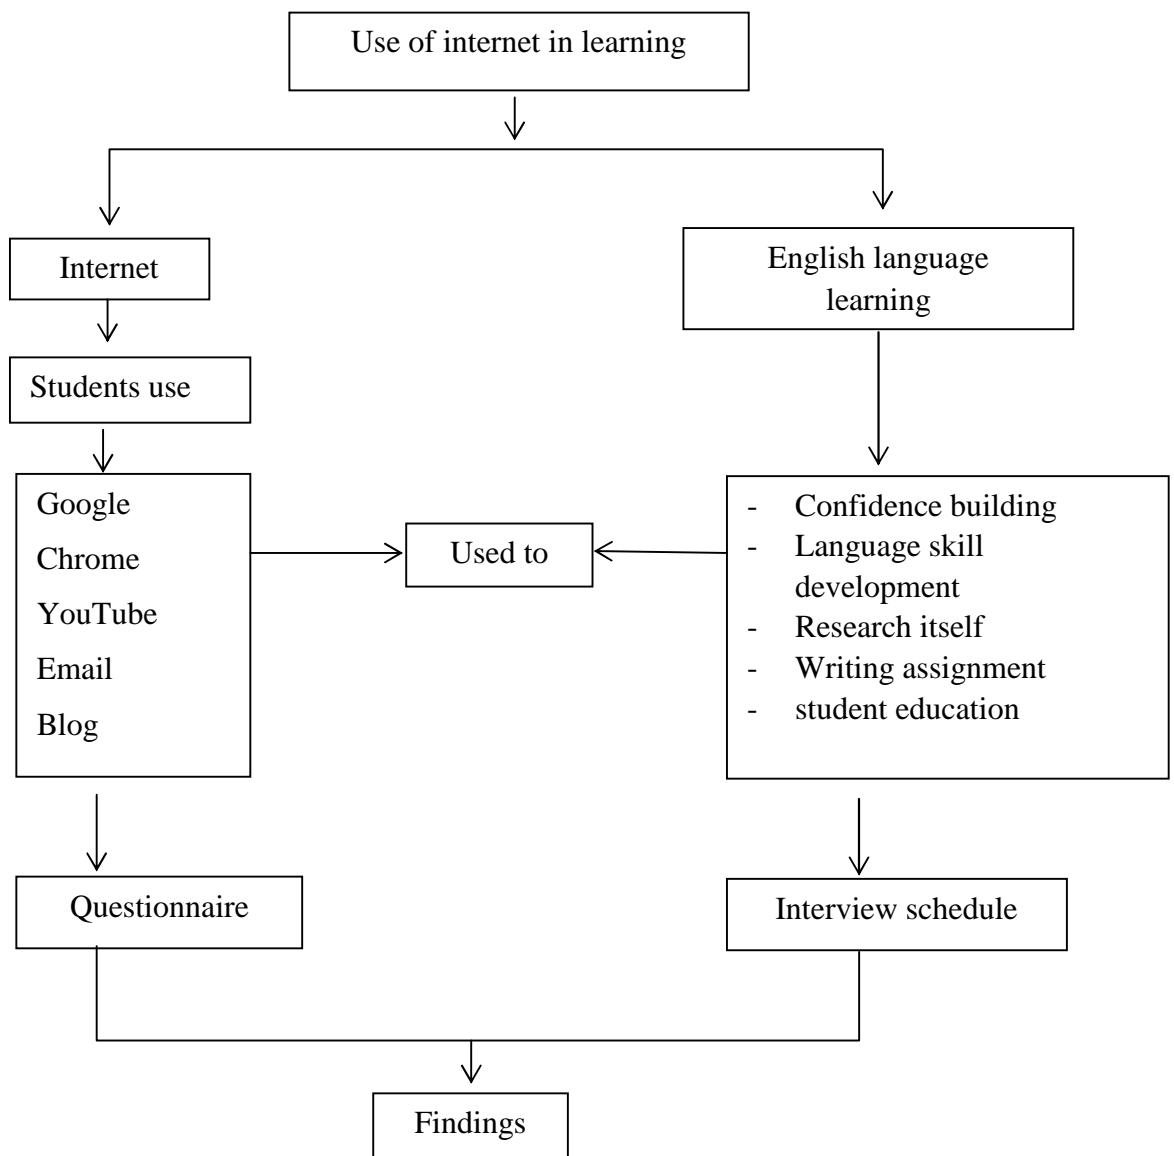 Use of internet in learning
Internet
English language
learning
Students use
Google
Chrome
YouTube
Email
Blog
Used to
- Confidence building
- Language skill
development
- Research itself
- Writing assignment
- student education
Questionnaire
Interview schedule
Findings